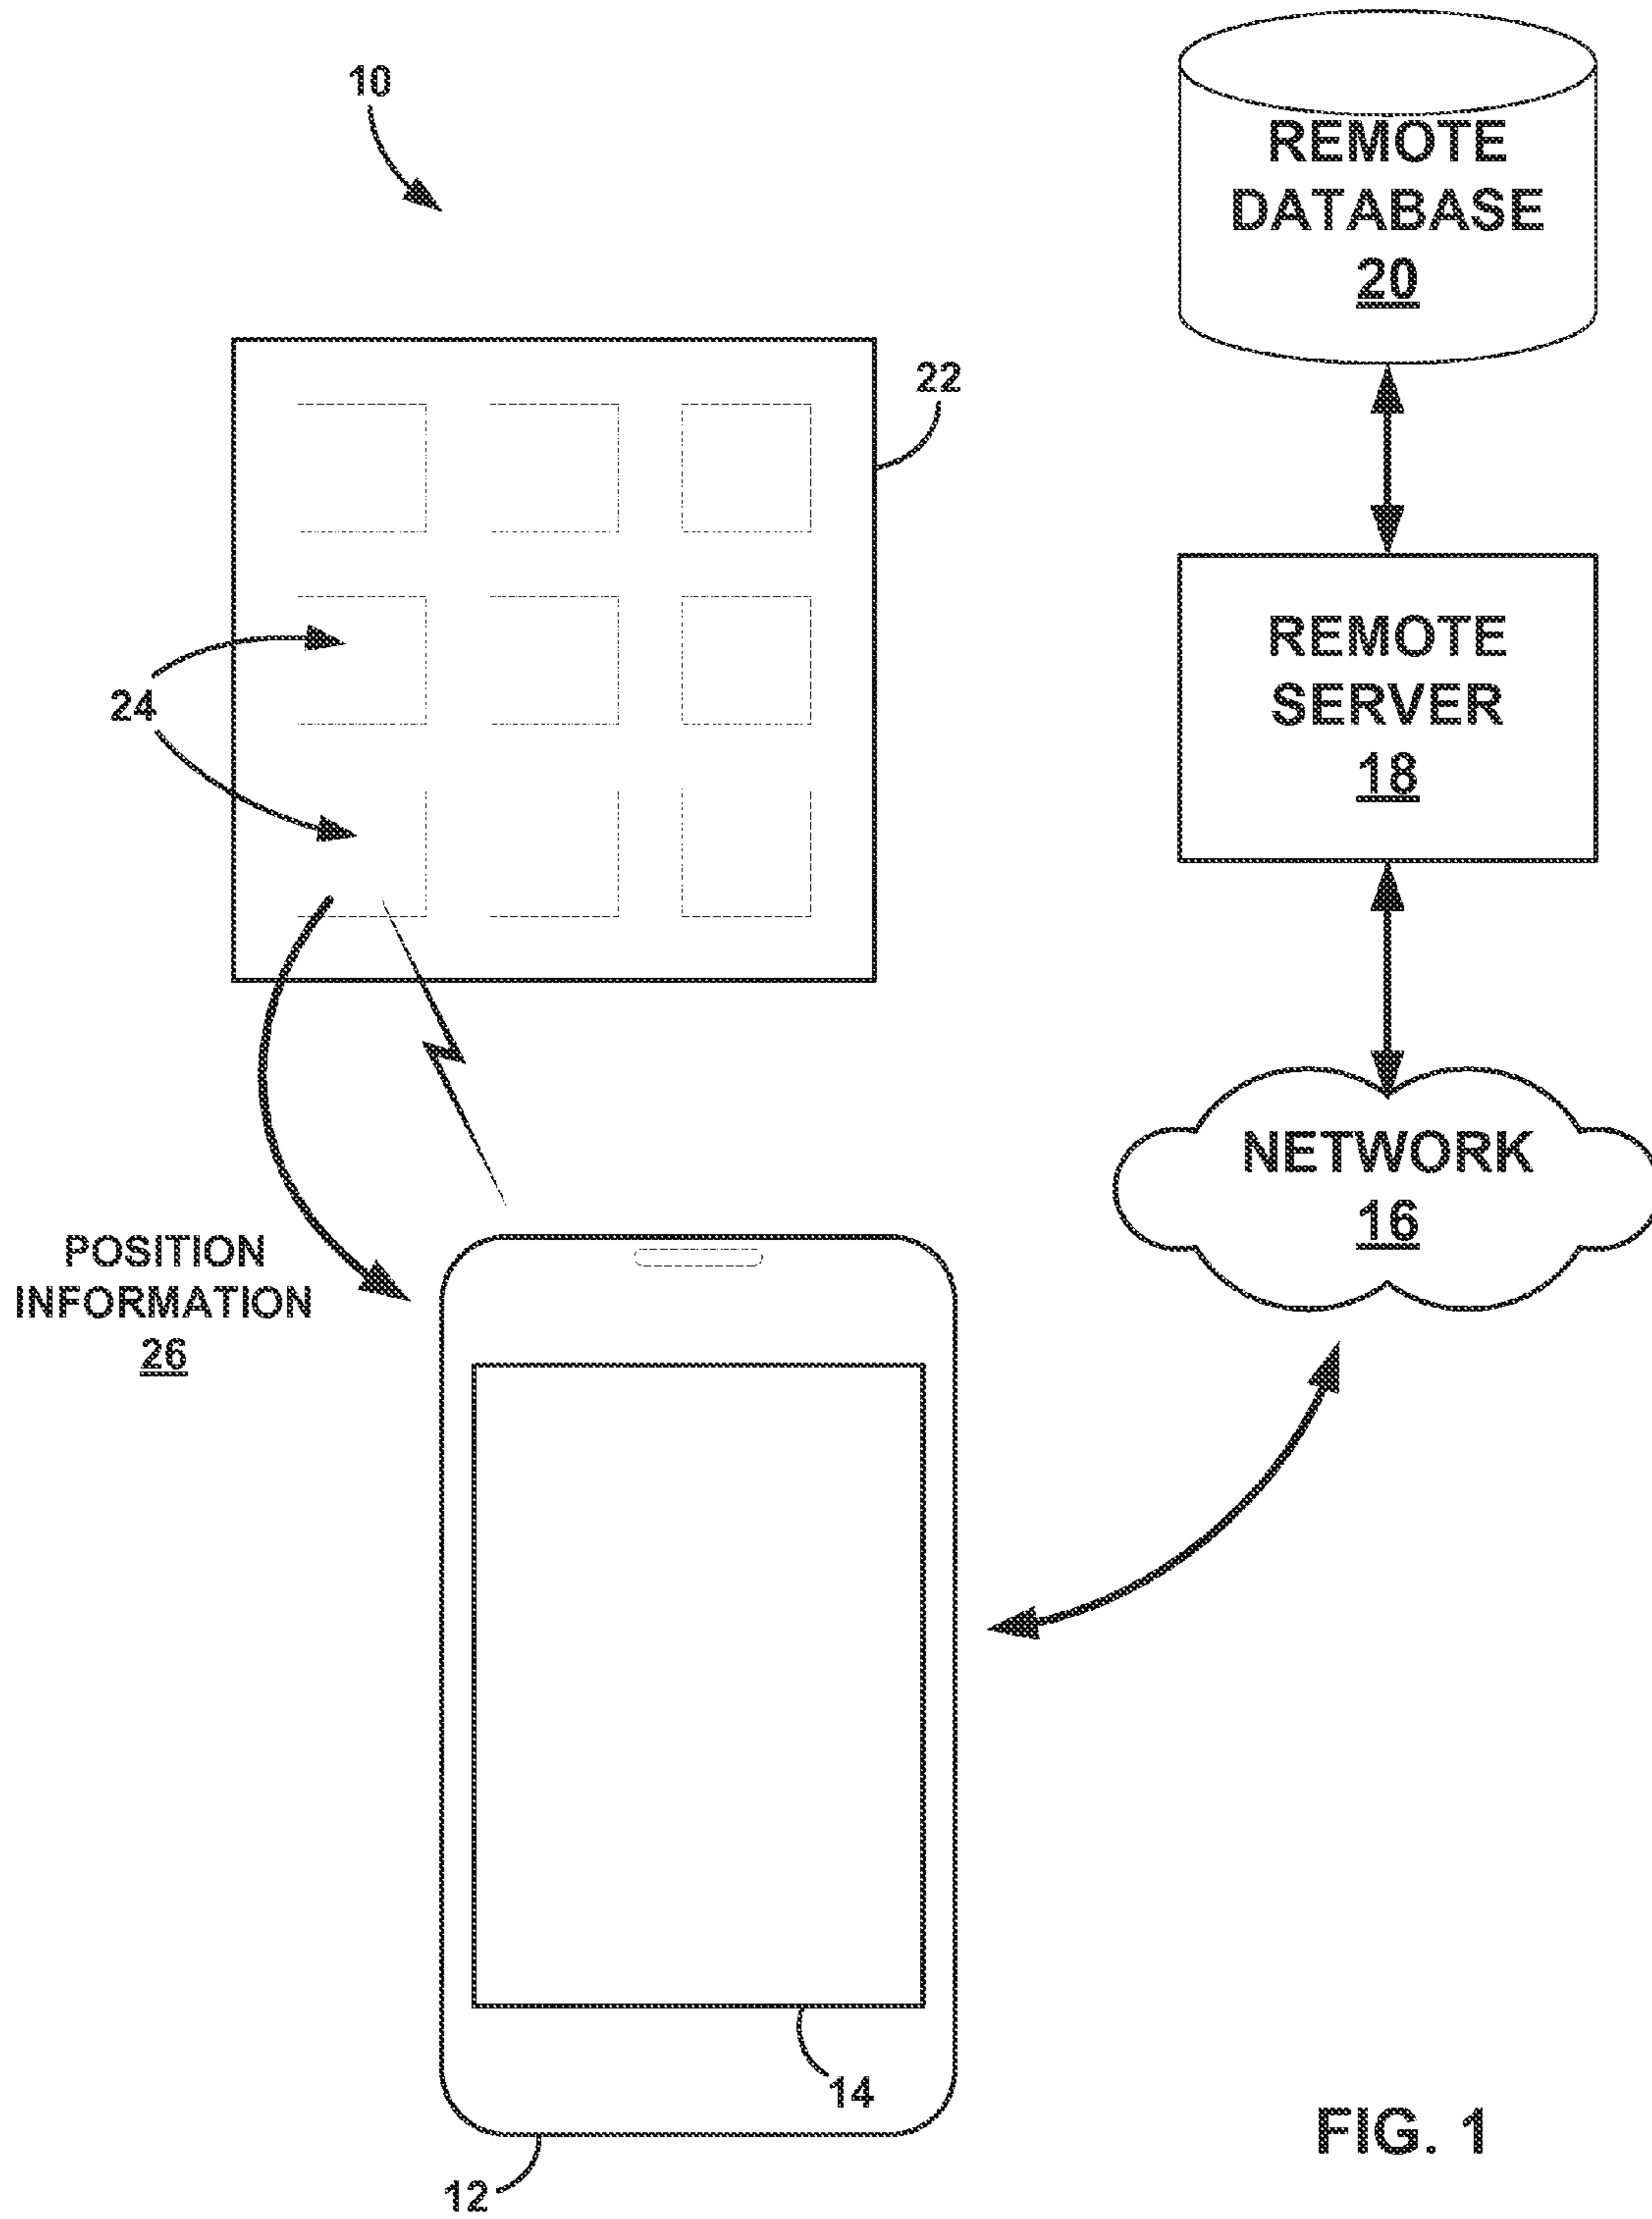 10
REMOTE
DATABASE
20
22
24
REMOTE
SERVER
18
NETWORK
16
POSITION
INFORMATION
26
14
12
FIG. 1